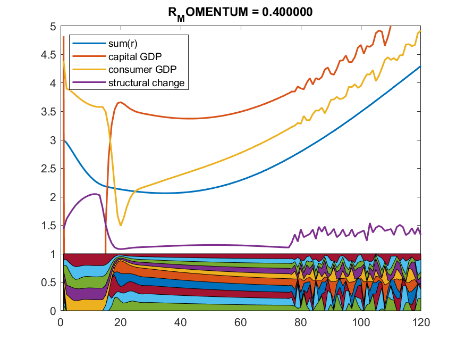 R_MOMENTUM = 0.400000
5
4.5
4
3.5
3
2.5
2
1.5
1
0.5
0
sum(r)
capital GDP
consumer GDP
structural change
0 20 40 60 80 100 120